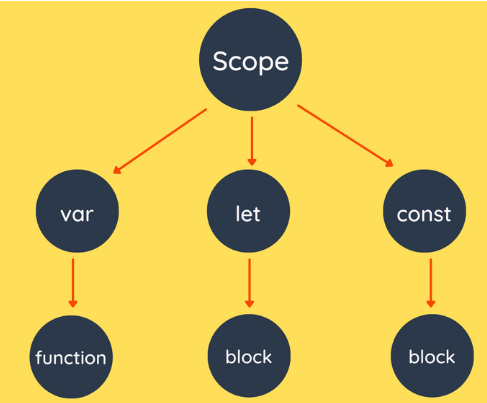 Scope
var
let
const
function
block
block